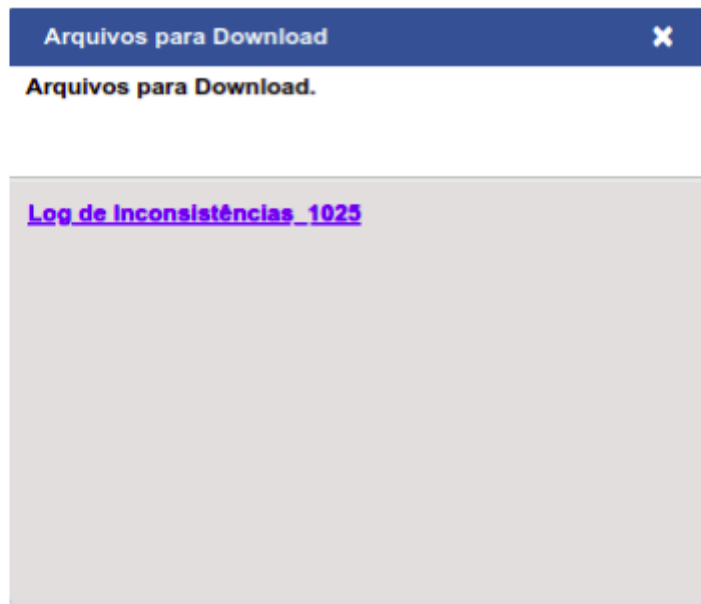 Arquivos para Download
Arquivos para Download.
Log de Inconsistências_1025